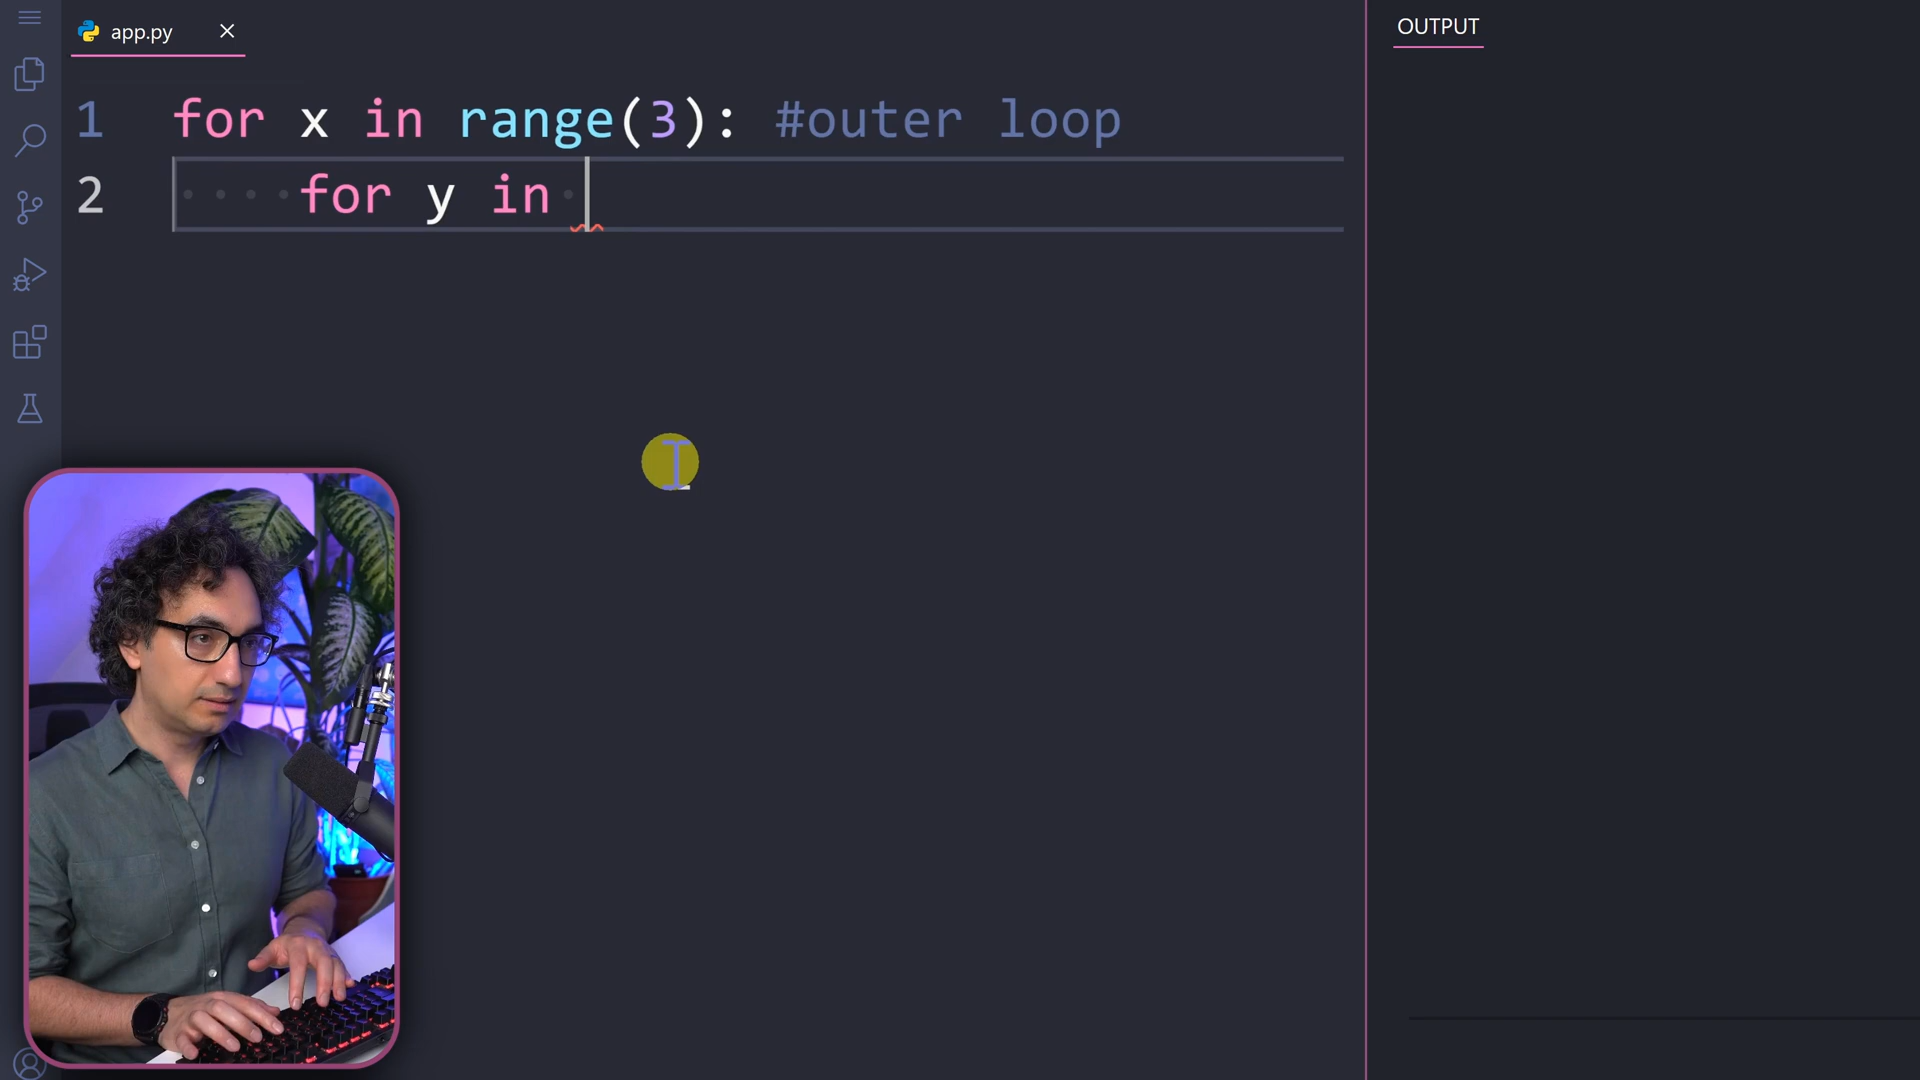 app.py
OUTPUT
1 for x in range(3): #outer loop
2 for y in